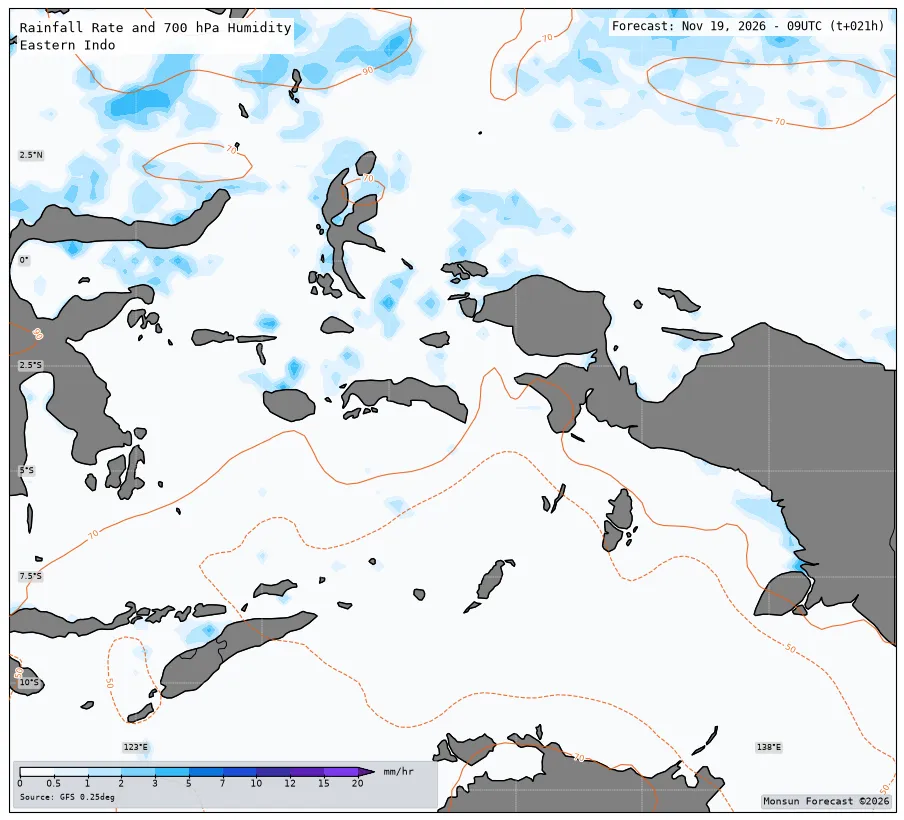 Rainfall Rate and 700 hPa Humidity
Eastern Indo
Forecast: Nov 19, 2026 - 09UTC (t+021h)
70
90
70
2.5°N
70
70
0°
90
2.5°S
5°S
70
7.5°S
50
50
10°S
50
123°E
138°E
70
50
mm/hr
0 0.5 1 2 3 5 7 10 12 15 20
Source: GFS 0.25deg
Monsun Forecast ©2026